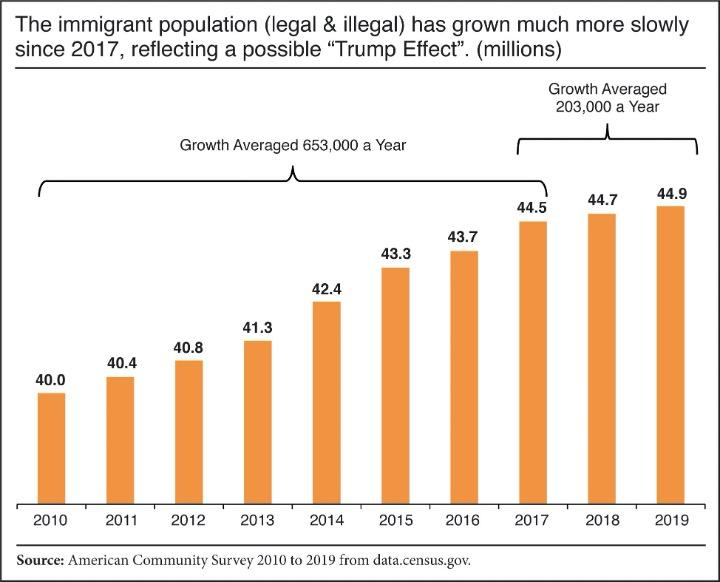 The immigrant population (legal & illegal) has grown much more slowly
since 2017, reflecting a possible “Trump Effect”. (millions)
Growth Averaged
203,000 a Year
Growth Averaged 653,000 a Year
40.0
40.4
40.8
41.3
42.4
43.3
43.7
44.5
44.7
44.9
2010 2011 2012 2013 2014 2015 2016 2017 2018 2019
Source: American Community Survey 2010 to 2019 from data.census.gov.